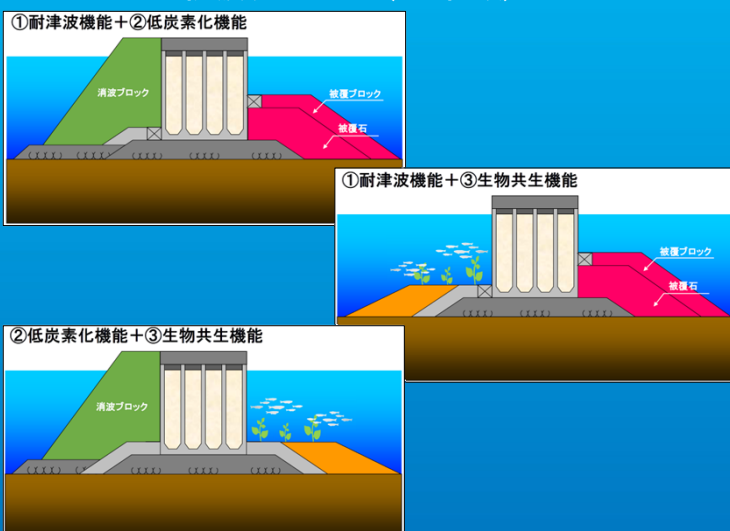 ①耐津波機能＋②低炭素化機能
消波ブロック
被覆ブロック
被覆石
①耐津波機能＋③生物共生機能
被覆ブロック
被覆石
②低炭素化機能＋③生物共生機能
消波ブロック